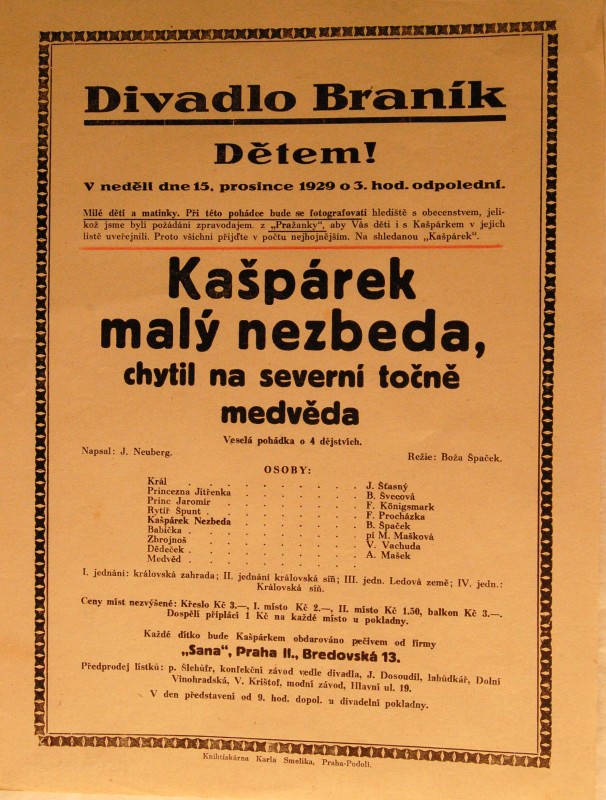 Divadlo Braník
Dětem!
V neděli dne 15. prosince 1929 o 3. hod. odpolední.
Milé děti a matinky. Při této pohádce bude se fotografovati hlediště s obecenstvem, jeli-
kož jsme byli požádáni zpravodajem z „Pražanky“, aby Vás děti i s Kašpárkem v jejich
listě uveřejnili. Proto všichni přijďte v počtu nejhojnějším. Na shledanou „Kašpárek“.
Kašpárek
malý nezbeda,
chytil na severní točně
medvěda
Veselá pohádka o 4 dějstvích.
Napsal: J. Neuberg. Režie: Boža Špaček.
OSOBY:
Král . . . . . . . . . . J. Šťasný
Princezna Jitřenka . . . . . . . . B. Švecová
Princ Jaromír . . . . . . . . F. Königsmark
Rytíř Špunt . . . . . . . . . F. Procházka
Kašpárek Nezbeda . . . . . . . . B. Špaček
Babička . . . . . . . . . . pí M. Mašková
Zbrojnoš . . . . . . . . . V. Vachuda
Dědeček . . . . . . . . . . A. Mašek
Medvěd . . . . . . . . . .
I. jednání: královská zahrada; II. jednání královská síň; III. jedn. Ledová země; IV. jedn.:
Královská síň.
Ceny míst nezvýšené: Křeslo Kč 3.—, I. místo Kč 2.—, II. místo Kč 1.50, balkon Kč 3.—.
Dospělí připlácí 1 Kč na každé místo u pokladny.
Každé dítko bude Kašpárkem obdarováno pečivem od firmy
„Sana“, Praha II., Bredovská 13.
Předprodej lístků: p. Šlehúfr, konfekční závod vedle divadla, J. Dosoudil, lahůdkář, Dolní
Vinohradská, V. Krištof, modní závod, Hlavní ul. 19.
V den představení od 9. hod. dopol. u divadelní pokladny.
Knihtiskárna Karla Smolíka, Praha-Podolí.